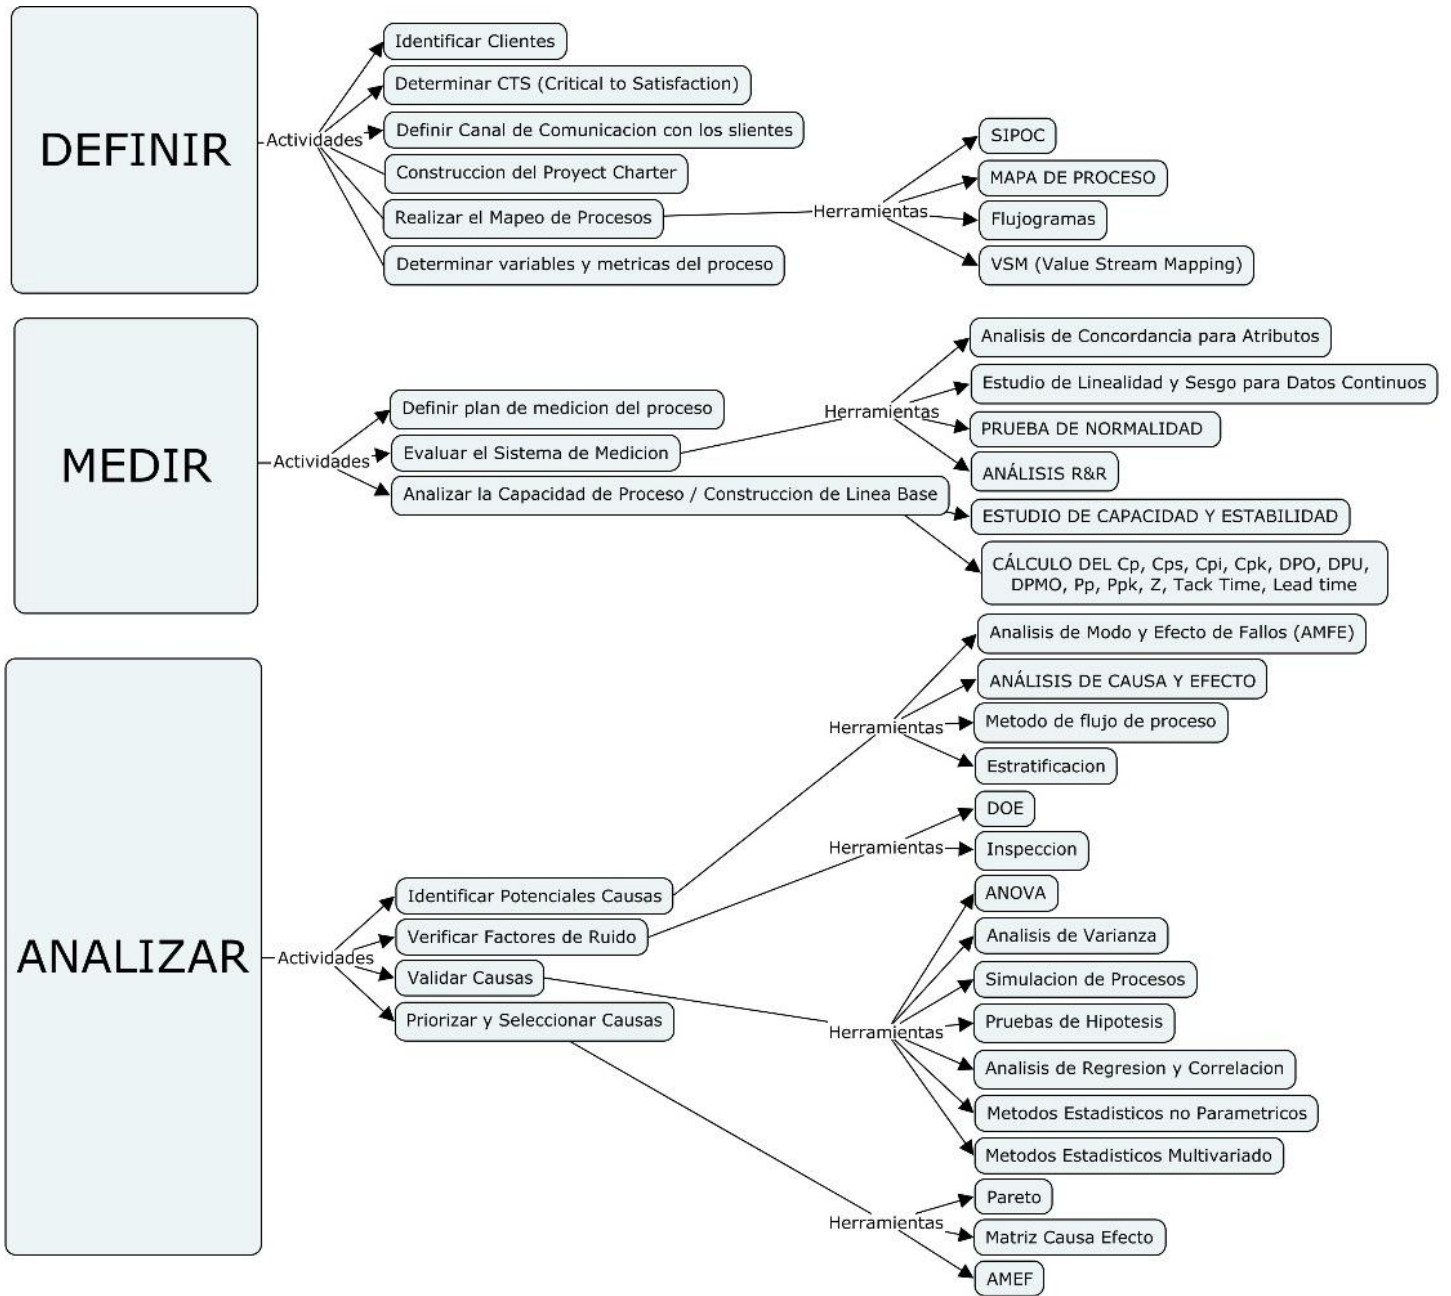 DEFINIR
Actividades
Identificar Clientes
Determinar CTS (Critical to Satisfaction)
Definir Canal de Comunicacion con los slientes
Construccion del Proyect Charter
Realizar el Mapeo de Procesos
Determinar variables y metricas del proceso
Herramientas
SIPOC
MAPA DE PROCESO
Flujogramas
VSM (Value Stream Mapping)
MEDIR
Actividades
Definir plan de medicion del proceso
Evaluar el Sistema de Medicion
Analizar la Capacidad de Proceso / Construccion de Linea Base
Herramientas
Analisis de Concordancia para Atributos
Estudio de Linealidad y Sesgo para Datos Continuos
PRUEBA DE NORMALIDAD
ANÁLISIS R&R
ESTUDIO DE CAPACIDAD Y ESTABILIDAD
CÁLCULO DEL Cp, Cps, Cpi, Cpk, DPO, DPU,
DPMO, Pp, Ppk, Z, Tack Time, Lead time
ANALIZAR
Actividades
Identificar Potenciales Causas
Verificar Factores de Ruido
Validar Causas
Priorizar y Seleccionar Causas
Herramientas
Analisis de Modo y Efecto de Fallos (AMFE)
ANÁLISIS DE CAUSA Y EFECTO
Metodo de flujo de proceso
Estratificacion
Herramientas
DOE
Inspeccion
Herramientas
ANOVA
Analisis de Varianza
Simulacion de Procesos
Pruebas de Hipotesis
Analisis de Regresion y Correlacion
Metodos Estadisticos no Parametricos
Metodos Estadisticos Multivariado
Herramientas
Pareto
Matriz Causa Efecto
AMEF